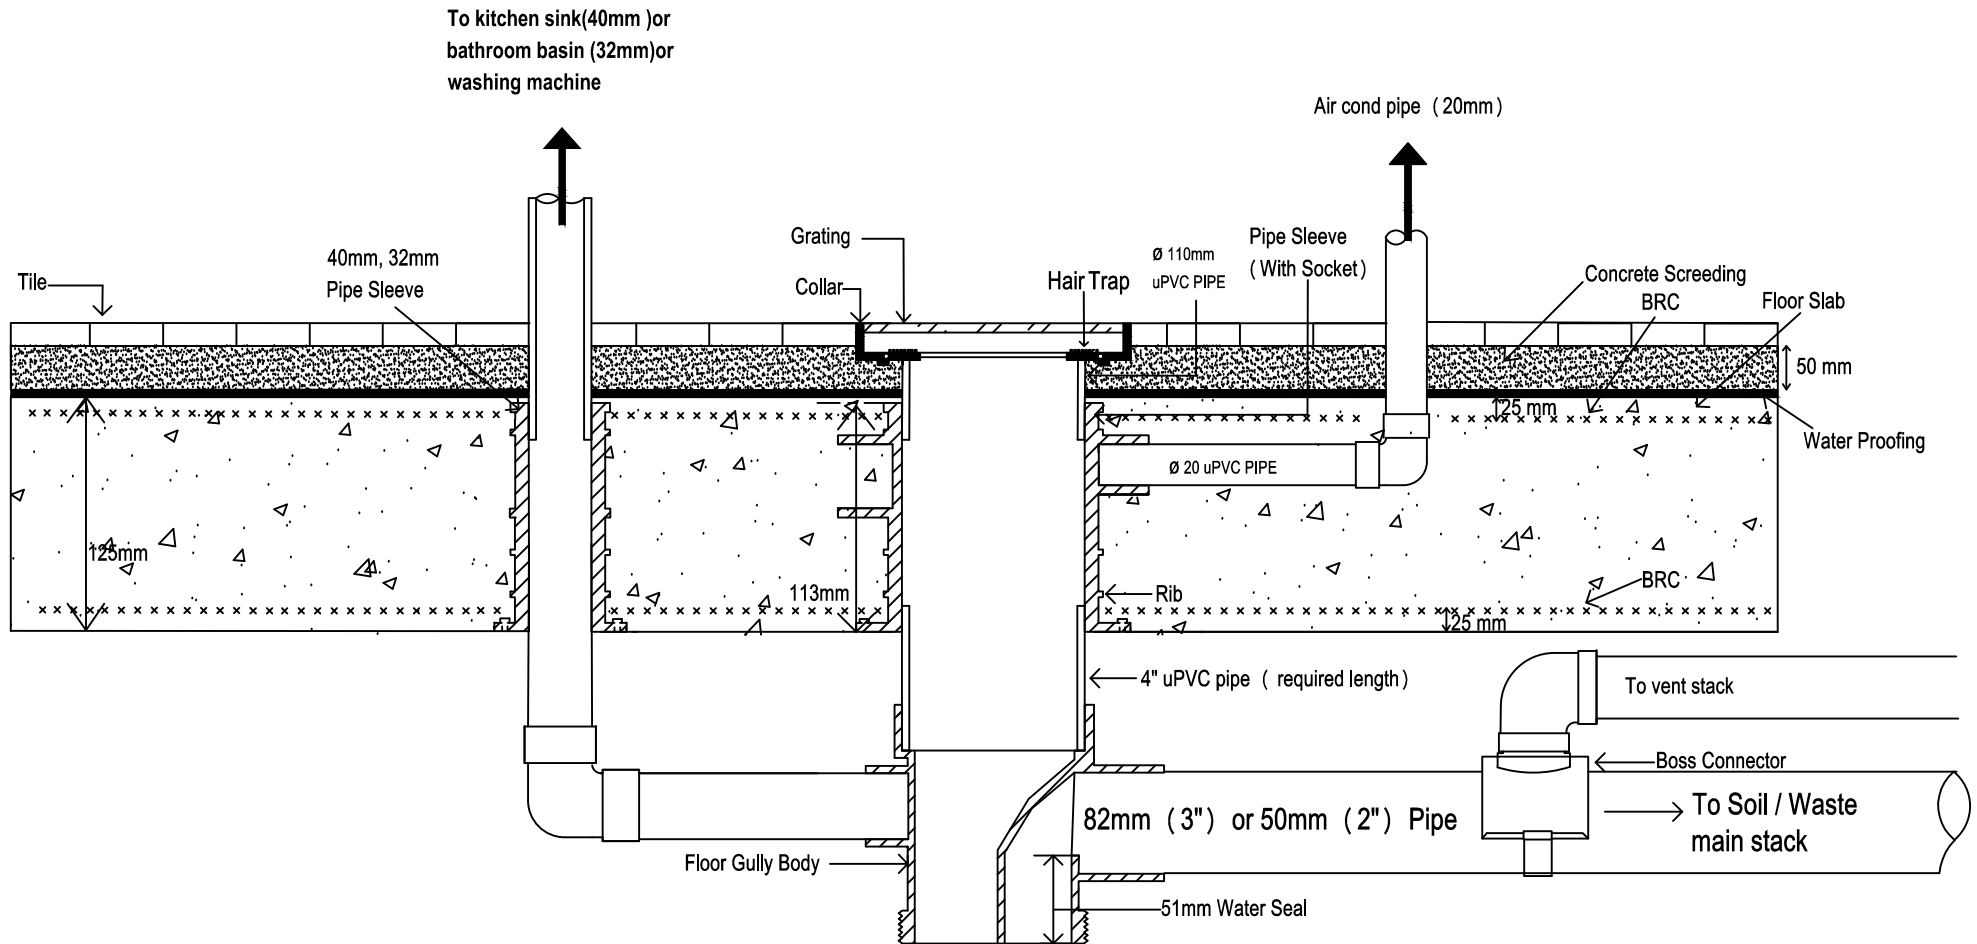 To kitchen sink(40mm )or
bathroom basin (32mm)or
washing machine
Air cond pipe ( 20mm )
Tile
40mm, 32mm
Pipe Sleeve
Grating
Collar
Hair Trap
Ø 110mm
uPVC PIPE
Pipe Sleeve
( With Socket )
Concrete Screeding
BRC
Floor Slab
50 mm
25 mm
Water Proofing
Ø 20 uPVC PIPE
125mm
113mm
Rib
BRC
25 mm
4" uPVC pipe ( required length )
To vent stack
Boss Connector
82mm ( 3") or 50mm ( 2") Pipe
To Soil / Waste
main stack
Floor Gully Body
51mm Water Seal